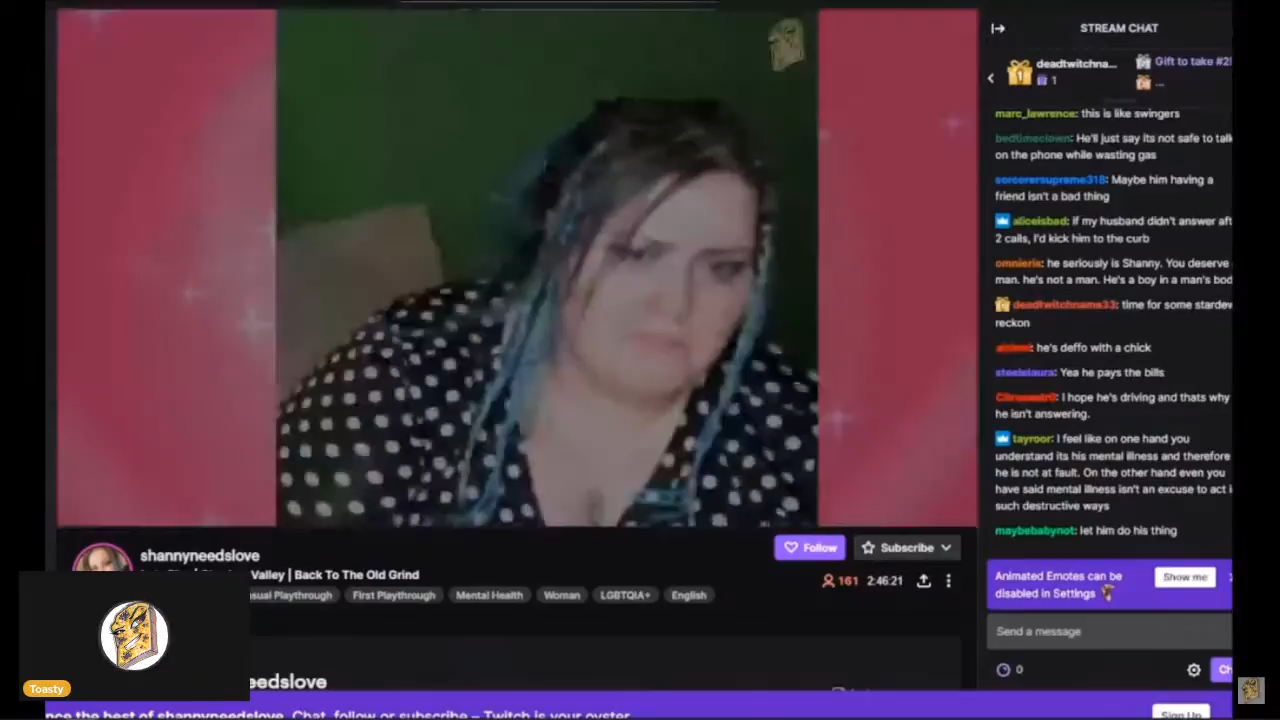 STREAM CHAT
deadtwitchna...
Gift to take #2!
1
...
marc_lawrence: this is like swingers
bedtimeclown: He'll just say its not safe to talk
on the phone while wasting gas
sorcerersupreme318: Maybe him having a
friend isn't a bad thing
aliceisbad: if my husband didn't answer aft
2 calls, I'd kick him to the curb
omnieris: he seriously is Shanny. You deserve
man. he's not a man. He's a boy in a man's bod
deadtwitchname33: time for some stardew
reckon
he's deffo with a chick
steelelaura: Yea he pays the bills
I hope he's driving and thats why
he isn't answering.
tayroor: I feel like on one hand you
understand its his mental illness and therefore
he is not at fault. On the other hand even you
have said mental illness isn't an excuse to act i
such destructive ways
maybebabynot: let him do his thing
Animated Emotes can be
disabled in Settings
Show me
Send a message
0
Ch
shannyneedslove
Valley | Back To The Old Grind
Follow
Subscribe
161
2:46:21
sual Playthrough
First Playthrough
Mental Health
Woman
LGBTQIA+
English
Toasty
eedslove
nce the best of shannyneedslove. Chat, follow or subscribe – Twitch is your oyster.
Sign Up